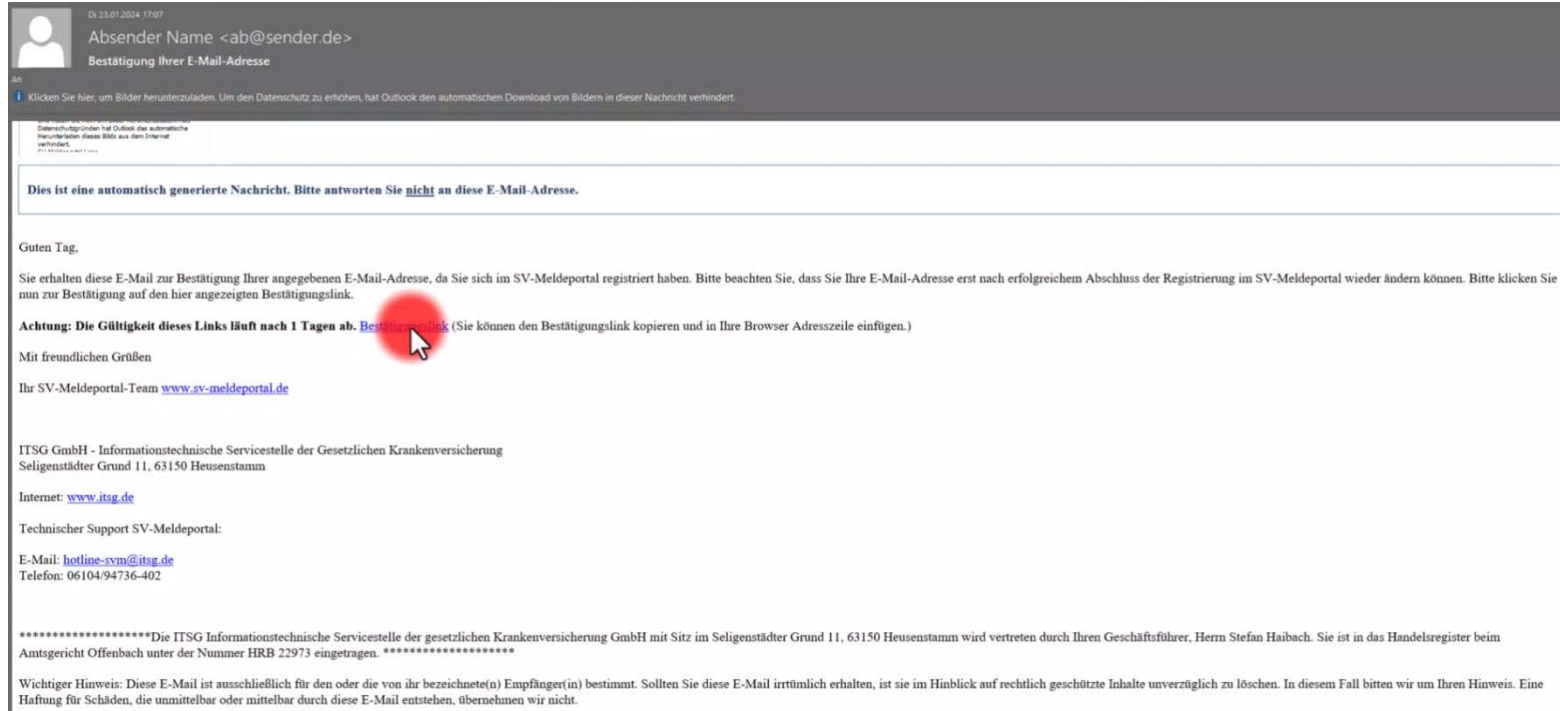 Di 23.01.2024 17:07
Absender Name <ab@sender.de>
Bestätigung Ihrer E-Mail-Adresse
An
Klicken Sie hier, um Bilder herunterzuladen. Um den Datenschutz zu erhöhen, hat Outlook den automatischen Download von Bildern in dieser Nachricht verhindert.
Datenschutzgründen hat Outlook das automatische
Herunterladen dieses Bilds aus dem Internet
verhindert.
Dies ist eine automatisch generierte Nachricht. Bitte antworten Sie nicht an diese E-Mail-Adresse.
Guten Tag,
Sie erhalten diese E-Mail zur Bestätigung Ihrer angegebenen E-Mail-Adresse, da Sie sich im SV-Meldeportal registriert haben. Bitte beachten Sie, dass Sie Ihre E-Mail-Adresse erst nach erfolgreichem Abschluss der Registrierung im SV-Meldeportal wieder ändern können. Bitte klicken Sie
nun zur Bestätigung auf den hier angezeigten Bestätigungslink.
Achtung: Die Gültigkeit dieses Links läuft nach 1 Tagen ab. Bestätigungslink (Sie können den Bestätigungslink kopieren und in Ihre Browser Adresszeile einfügen.)
Mit freundlichen Grüßen
Ihr SV-Meldeportal-Team www.sv-meldeportal.de
ITSG GmbH - Informationstechnische Servicestelle der Gesetzlichen Krankenversicherung
Seligenstädter Grund 11, 63150 Heusenstamm
Internet: www.itsg.de
Technischer Support SV-Meldeportal:
E-Mail: hotline-svm@itsg.de
Telefon: 06104/94736-402
********************Die ITSG Informationstechnische Servicestelle der gesetzlichen Krankenversicherung GmbH mit Sitz im Seligenstädter Grund 11, 63150 Heusenstamm wird vertreten durch Ihren Geschäftsführer, Herrn Stefan Haibach. Sie ist in das Handelsregister beim
Amtsgericht Offenbach unter der Nummer HRB 22973 eingetragen. ********************
Wichtiger Hinweis: Diese E-Mail ist ausschließlich für den oder die von ihr bezeichnete(n) Empfänger(in) bestimmt. Sollten Sie diese E-Mail irrtümlich erhalten, ist sie im Hinblick auf rechtlich geschützte Inhalte unverzüglich zu löschen. In diesem Fall bitten wir um Ihren Hinweis. Eine
Haftung für Schäden, die unmittelbar oder mittelbar durch diese E-Mail entstehen, übernehmen wir nicht.